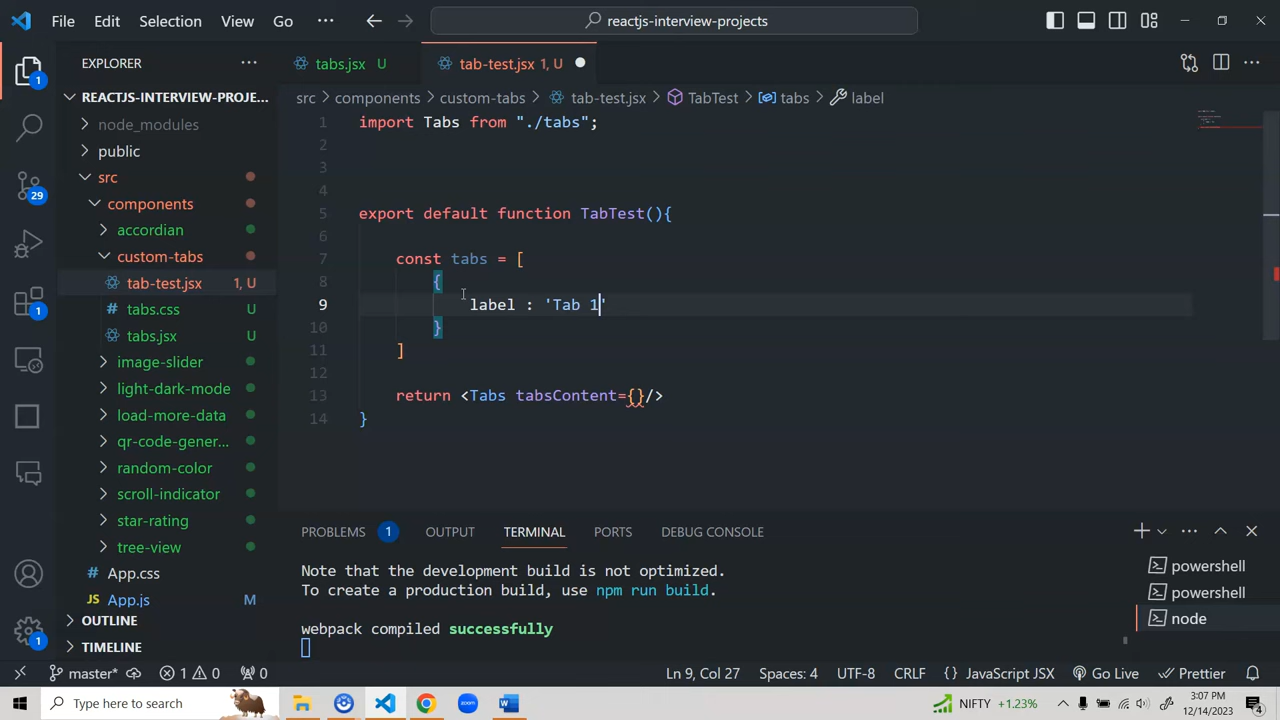 File Edit Selection View Go ··· reactjs-interview-projects
EXPLORER ···
REACTJS-INTERVIEW-PROJE...
node_modules
public
src
components
accordian
custom-tabs
tab-test.jsx 1, U
tabs.css U
tabs.jsx U
image-slider
light-dark-mode
load-more-data
qr-code-gener...
random-color
scroll-indicator
star-rating
tree-view
# App.css
JS App.js M
OUTLINE
TIMELINE
1
29
1
1
tabs.jsx U tab-test.jsx 1, U
src > components > custom-tabs > tab-test.jsx > TabTest > tabs > label
1 import Tabs from "./tabs";
2
3
4
5 export default function TabTest(){
6
7 const tabs = [
8 {
9 label : 'Tab 1'
10 }
11 ]
12
13 return <Tabs tabsContent={}/>
14 }
PROBLEMS 1 OUTPUT TERMINAL PORTS DEBUG CONSOLE
Note that the development build is not optimized.
To create a production build, use npm run build.
webpack compiled successfully
powershell
powershell
node
master* 1 0 0 Ln 9, Col 27 Spaces: 4 UTF-8 CRLF {} JavaScript JSX Go Live Prettier
Type here to search zoom W NIFTY +1.23% 3:07 PM
12/14/2023 4